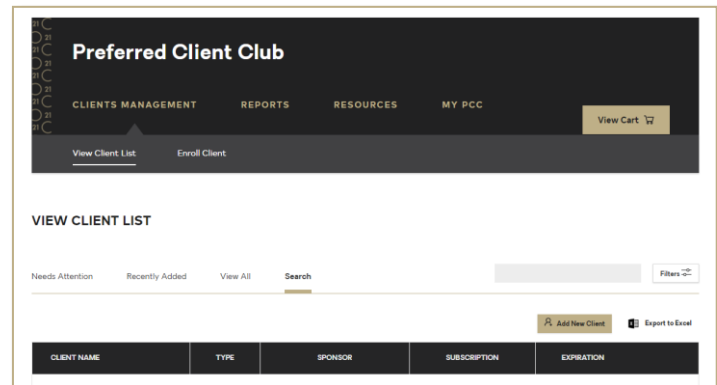 Preferred Client Club
CLIENTS MANAGEMENT REPORTS RESOURCES MY PCC
View Cart
View Client List Enroll Client
VIEW CLIENT LIST
Needs Attention Recently Added View All Search
Filters
Add New Client Export to Excel
CLIENT NAME TYPE SPONSOR SUBSCRIPTION EXPIRATION